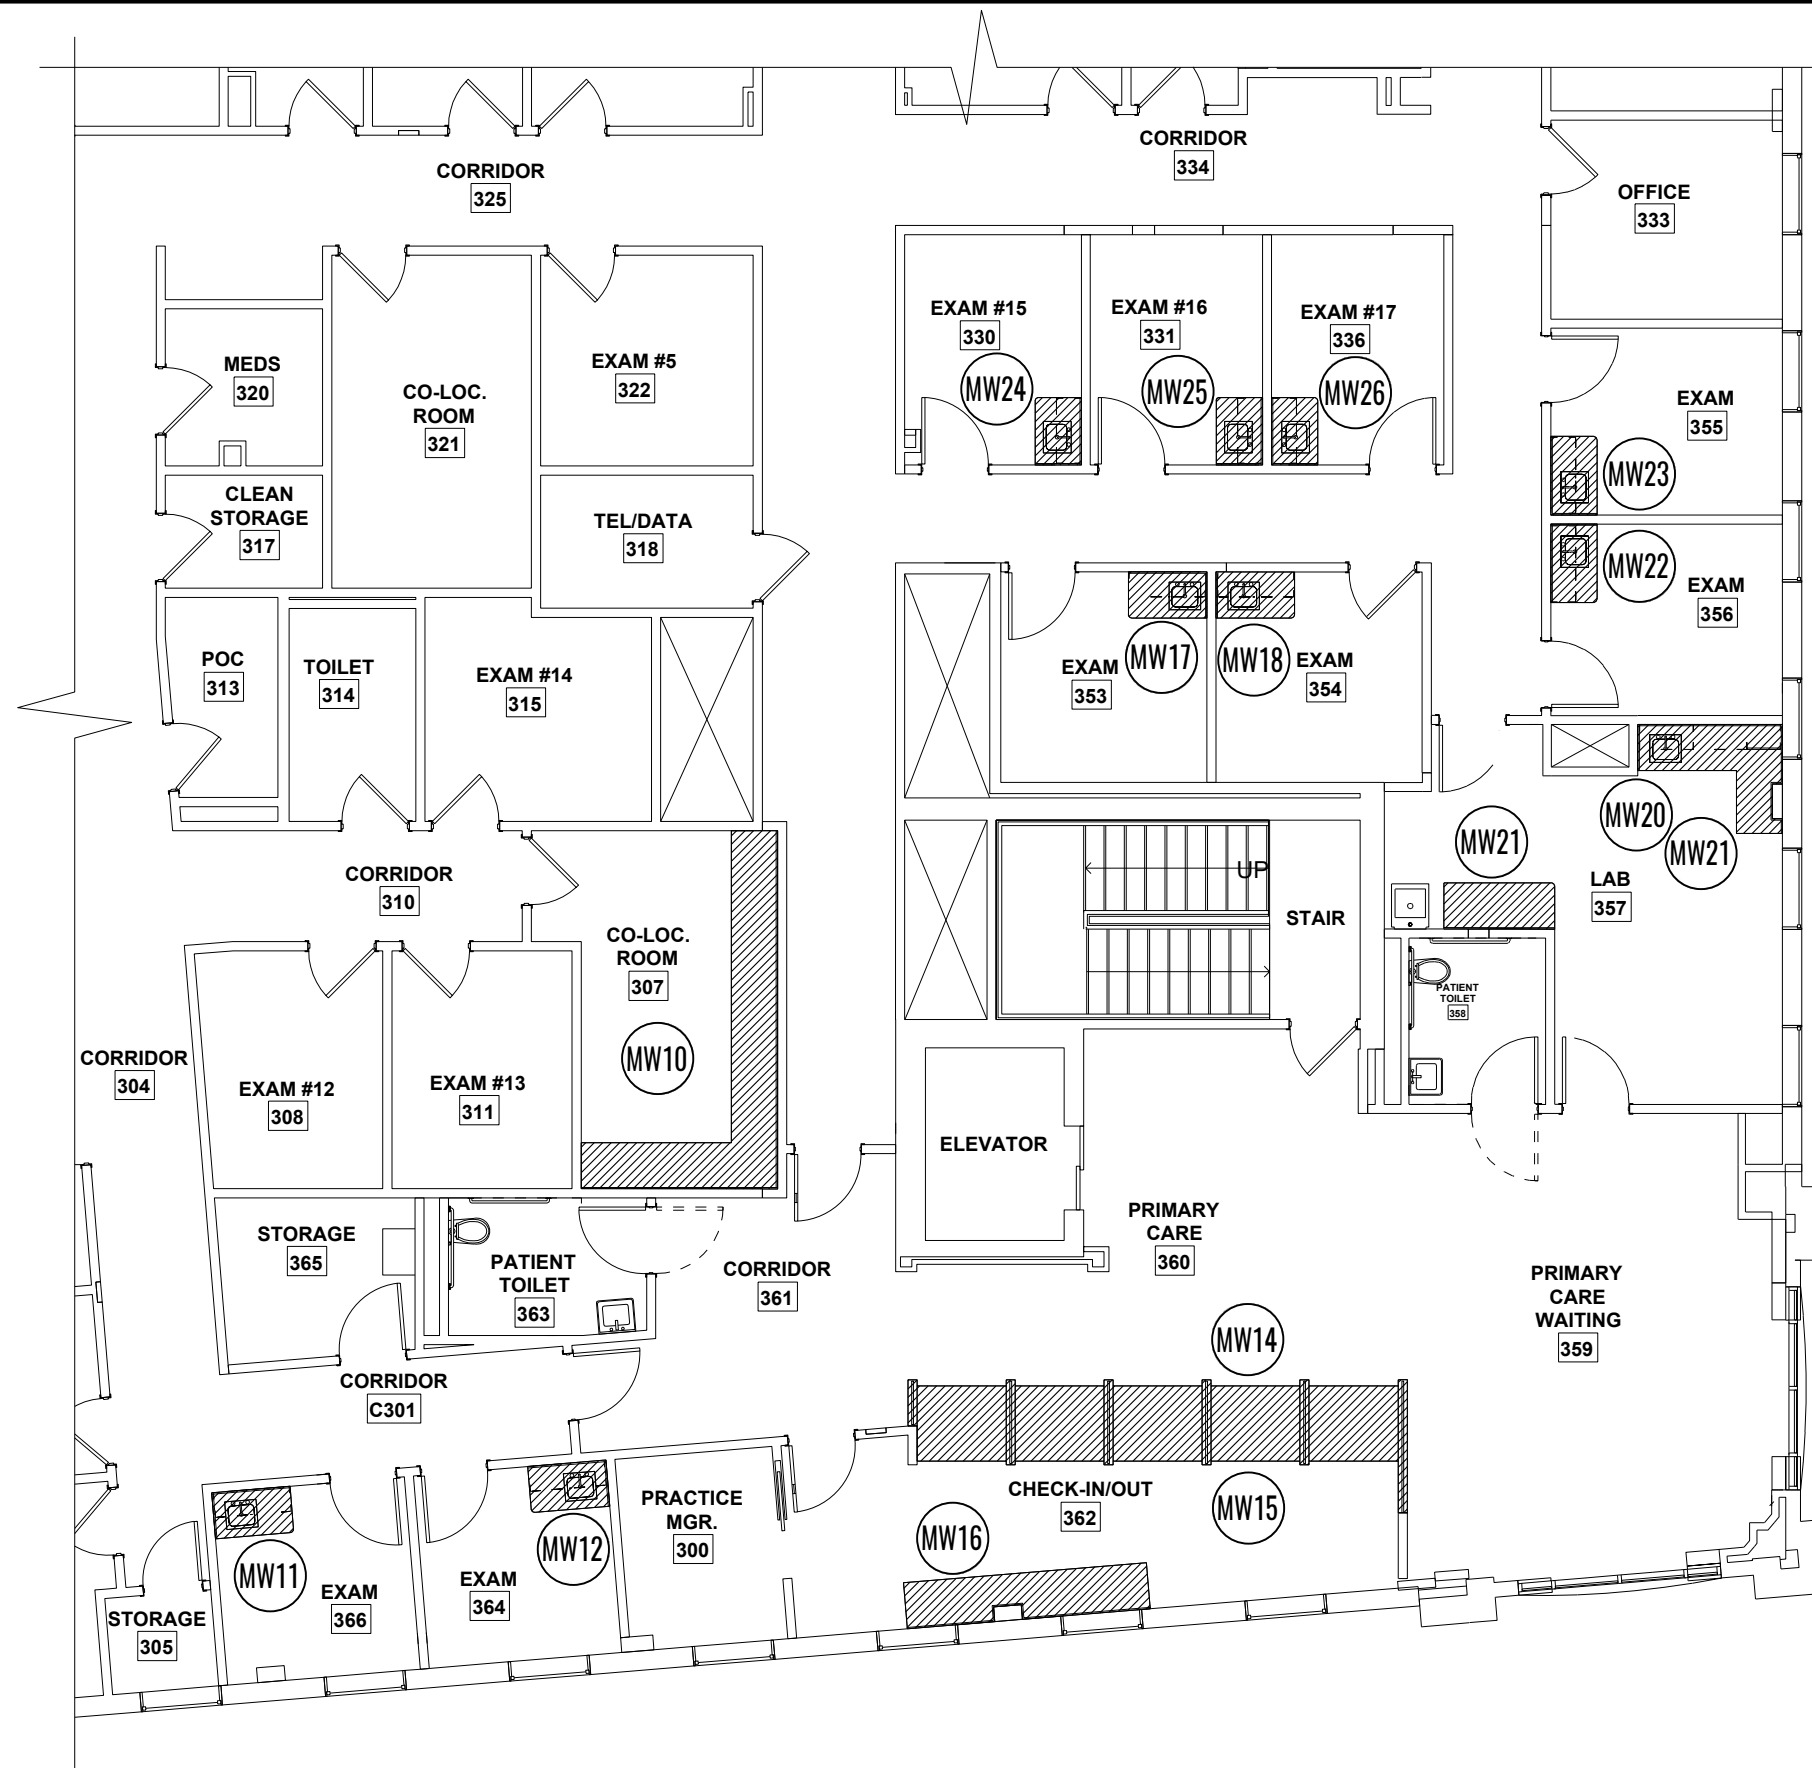 CORRIDOR
325
CORRIDOR
334
OFFICE
333
MEDS
320
CO-LOC.
ROOM
321
EXAM #5
322
EXAM #15
330
MW24
EXAM #16
331
MW25
EXAM #17
336
MW26
EXAM
355
MW23
CLEAN
STORAGE
317
TEL/DATA
318
MW22
EXAM
356
POC
313
TOILET
314
EXAM #14
315
EXAM
353
MW17
MW18
EXAM
354
MW20
MW21
MW21
LAB
357
CORRIDOR
310
UP
STAIR
CO-LOC.
ROOM
307
MW10
PATIENT
TOILET
358
CORRIDOR
304
EXAM #12
308
EXAM #13
311
ELEVATOR
STORAGE
365
PATIENT
TOILET
363
CORRIDOR
361
PRIMARY
CARE
360
PRIMARY
CARE
WAITING
359
MW14
CORRIDOR
C301
PRACTICE
MGR.
300
CHECK-IN/OUT
362
MW15
MW16
MW11
EXAM
366
MW12
EXAM
364
STORAGE
305